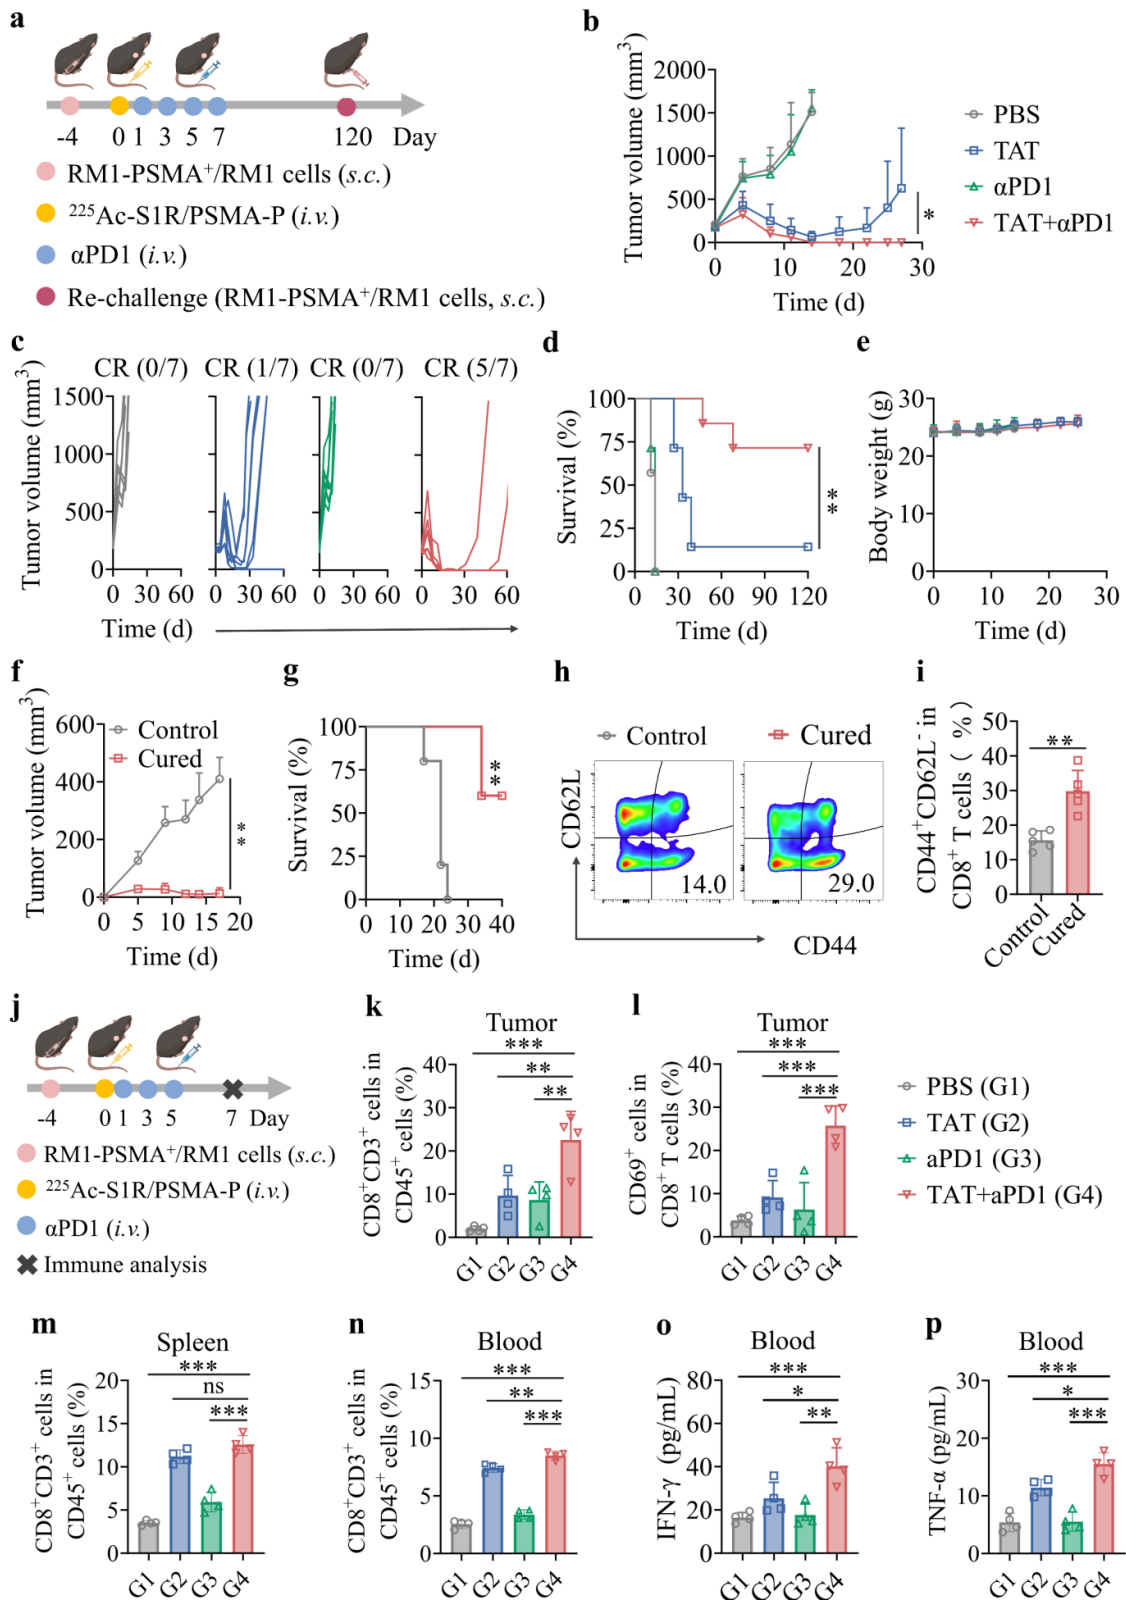 a
-4 0 1 3 5 7 120 Day
RM1-PSMA⁺/RM1 cells (s.c.)
²²⁵Ac-S1R/PSMA-P (i.v.)
αPD1 (i.v.)
Re-challenge (RM1-PSMA⁺/RM1 cells, s.c.)
b
Tumor volume (mm³)
2000
1500
1000
500
0
0 10 20 30
Time (d)
*
PBS
TAT
αPD1
TAT+αPD1
c
CR (0/7) CR (1/7) CR (0/7) CR (5/7)
Tumor volume (mm³)
1500
1000
500
0
0 30 60 0 30 60 0 30 60 0 30 60
Time (d)
d
Survival (%)
100
75
50
25
0
0 30 60 90 120
Time (d)
**
e
Body weight (g)
30
20
10
0
0 10 20 30
Time (d)
f
Tumor volume (mm³)
600
400
200
0
0 5 10 15 20
Time (d)
Control
Cured
**
g
Survival (%)
100
75
50
25
0
0 10 20 30 40
Time (d)
**
h
Control Cured
CD62L
14.0 29.0
CD44
i
CD44⁺CD62L⁻ in
CD8⁺ T cells ( %)
50
40
30
20
10
0
**
Control Cured
j
-4 0 1 3 5 7 Day
RM1-PSMA⁺/RM1 cells (s.c.)
²²⁵Ac-S1R/PSMA-P (i.v.)
αPD1 (i.v.)
Immune analysis
k
Tumor
CD8⁺CD3⁺ cells in
CD45⁺ cells (%)
40
30
20
10
0
***
**
**
G1 G2 G3 G4
l
Tumor
CD69⁺ cells in
CD8⁺ T cells (%)
40
30
20
10
0
***
***
***
G1 G2 G3 G4
PBS (G1)
TAT (G2)
aPD1 (G3)
TAT+aPD1 (G4)
m
Spleen
CD8⁺CD3⁺ cells in
CD45⁺ cells (%)
20
15
10
5
0
***
ns
***
G1 G2 G3 G4
n
Blood
CD8⁺CD3⁺ cells in
CD45⁺ cells (%)
15
10
5
0
***
**
***
G1 G2 G3 G4
o
Blood
IFN-γ (pg/mL)
80
60
40
20
0
***
*
**
G1 G2 G3 G4
p
Blood
TNF-α (pg/mL)
30
20
10
0
***
*
***
G1 G2 G3 G4